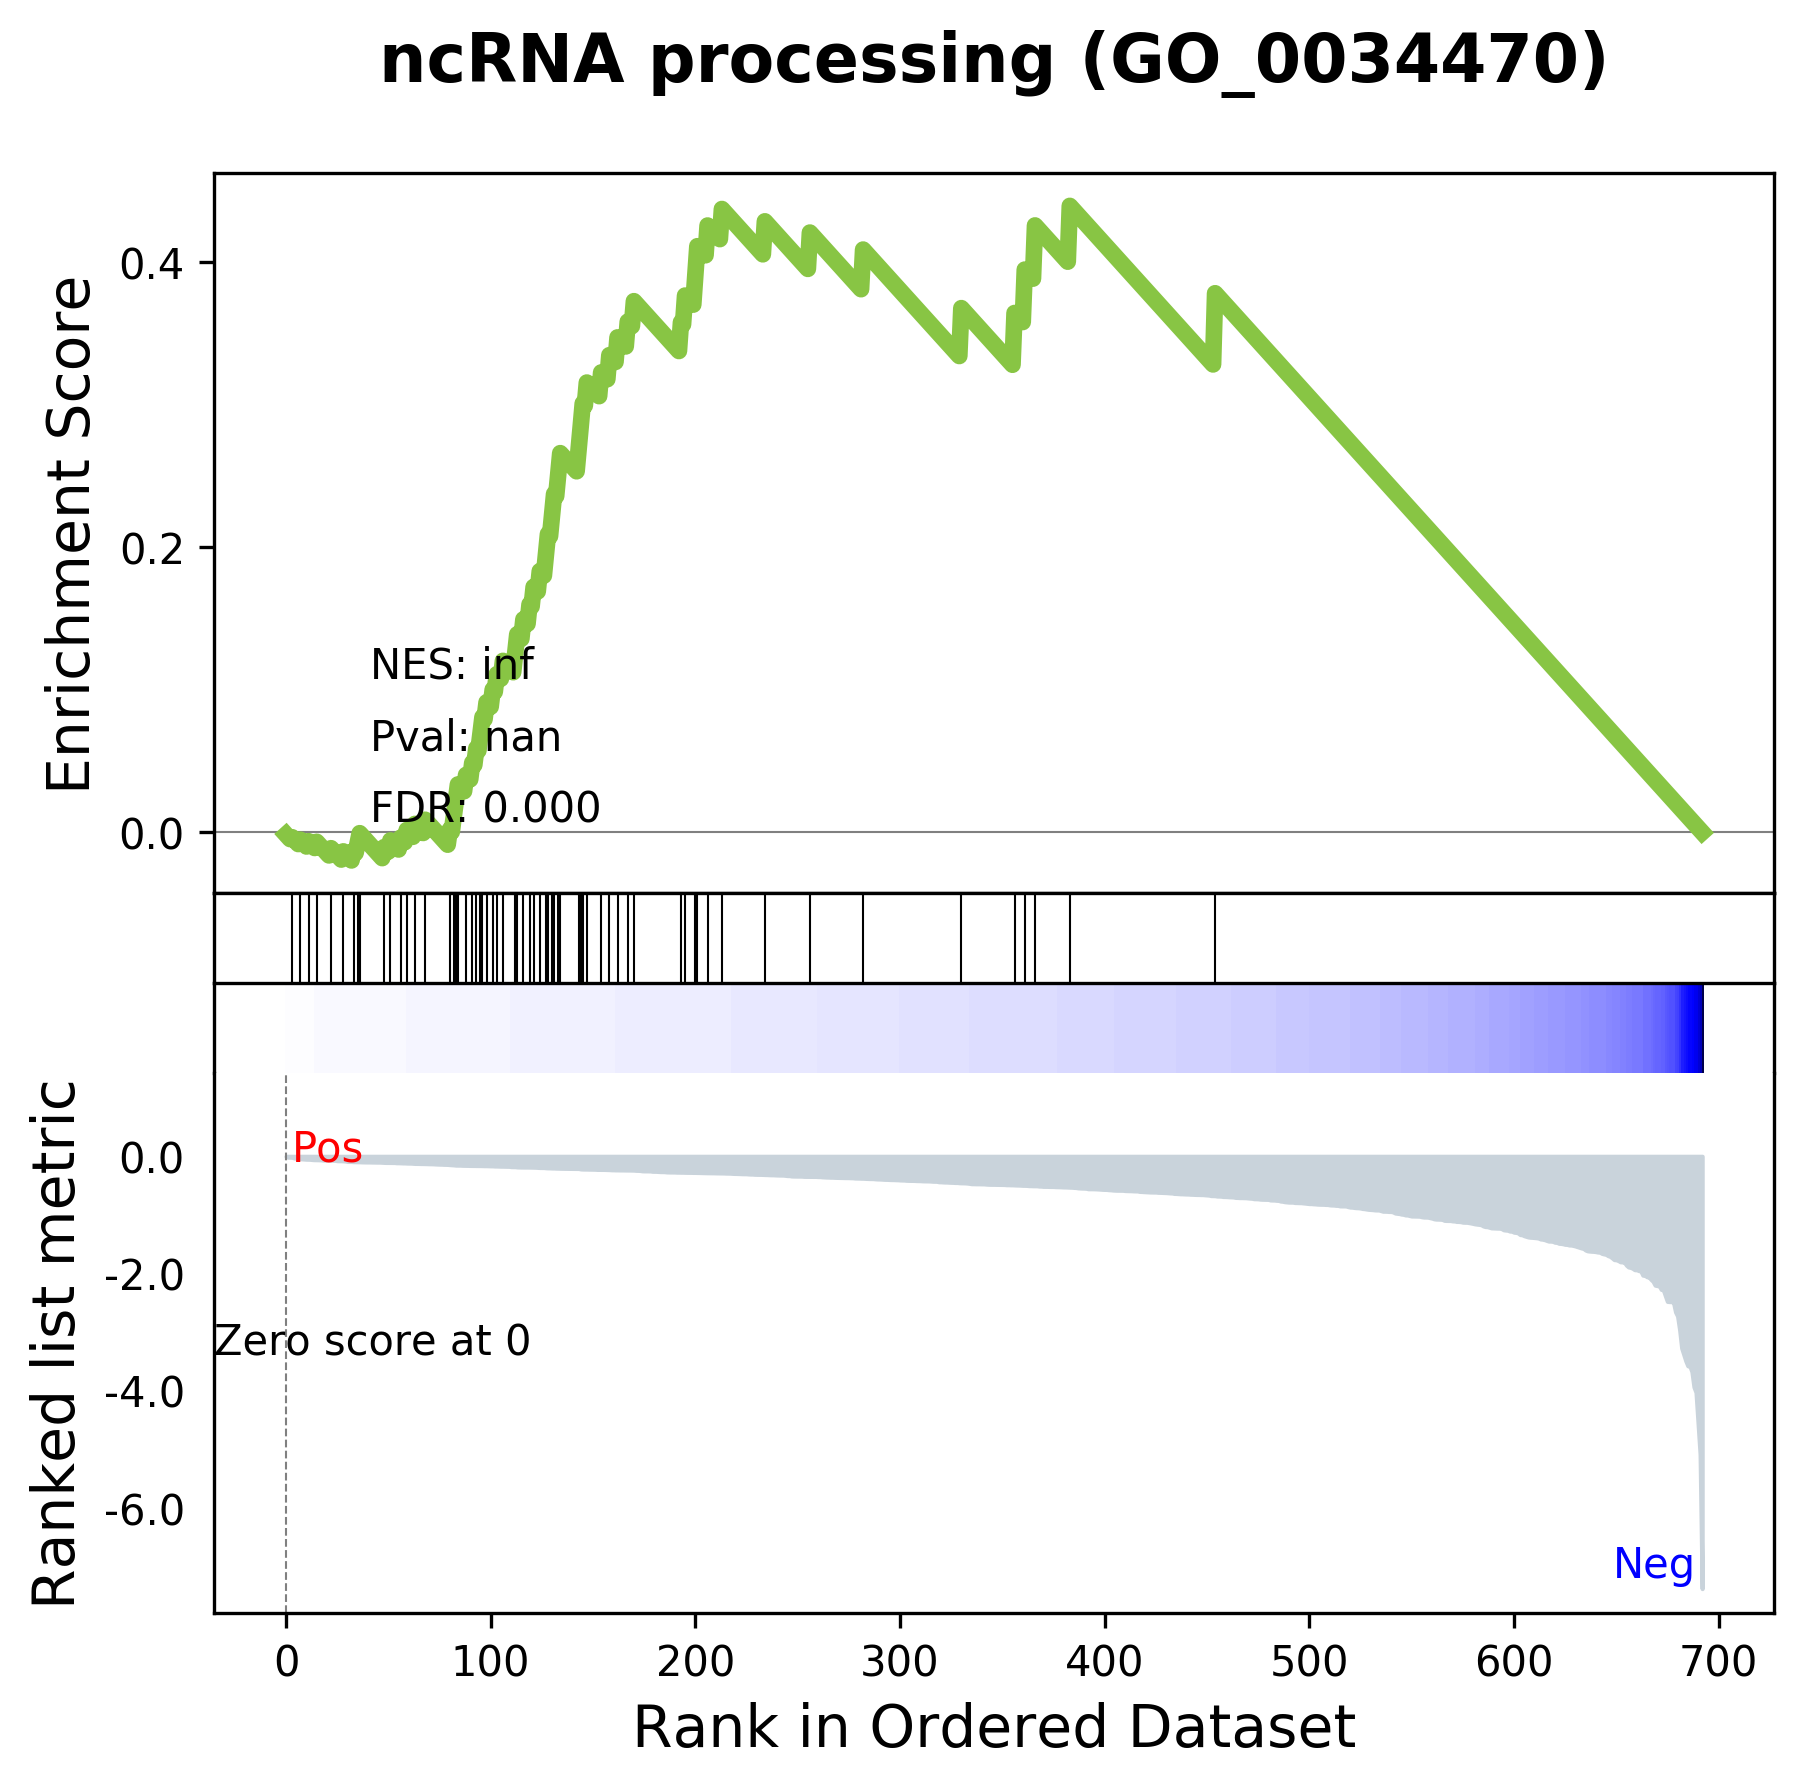 ncRNA processing (GO_0034470)
Enrichment Score
0.4
0.2
0.0
NES: inf
Pval: nan
FDR: 0.000
Ranked list metric
0.0
-2.0
-4.0
-6.0
Pos
Zero score at 0
Neg
0 100 200 300 400 500 600 700
Rank in Ordered Dataset